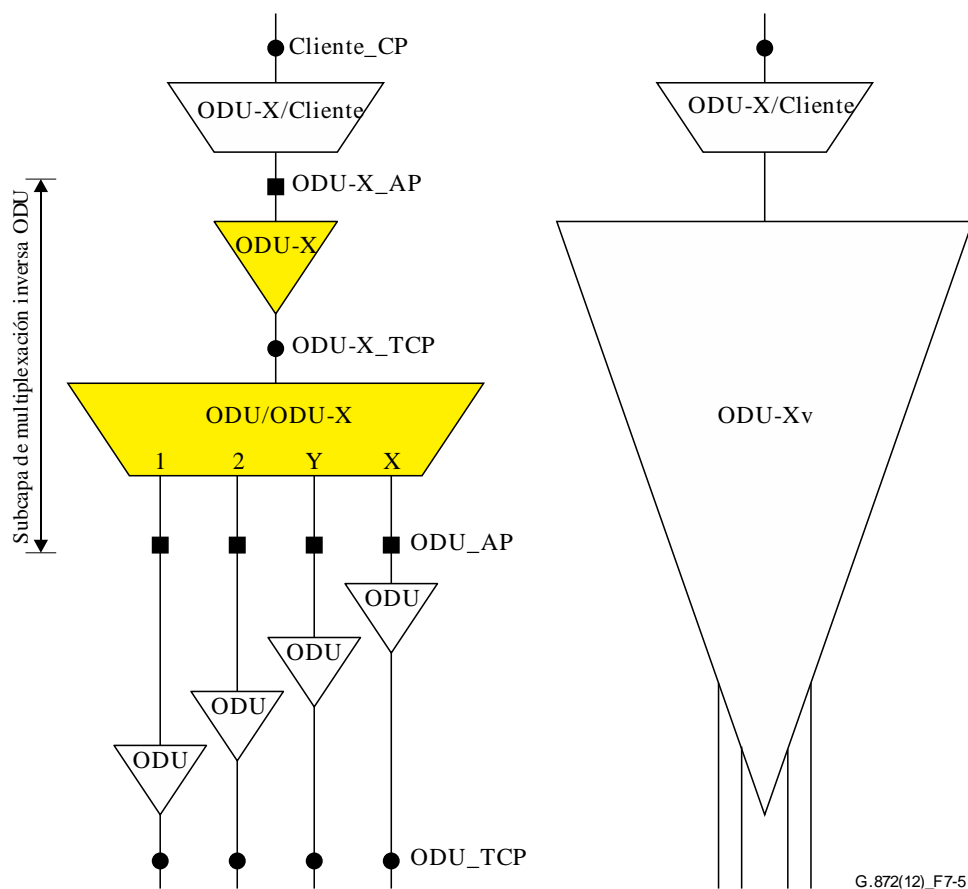 Cliente_CP
ODU-X/Cliente
ODU-X/Cliente
ODU-X_AP
Subcapa de multiplexación inversa ODU
ODU-X
ODU-X_TCP
ODU/ODU-X
ODU-Xv
1 2 Y X
ODU_AP
ODU
ODU
ODU
ODU
ODU_TCP
G.872(12)_F7-5